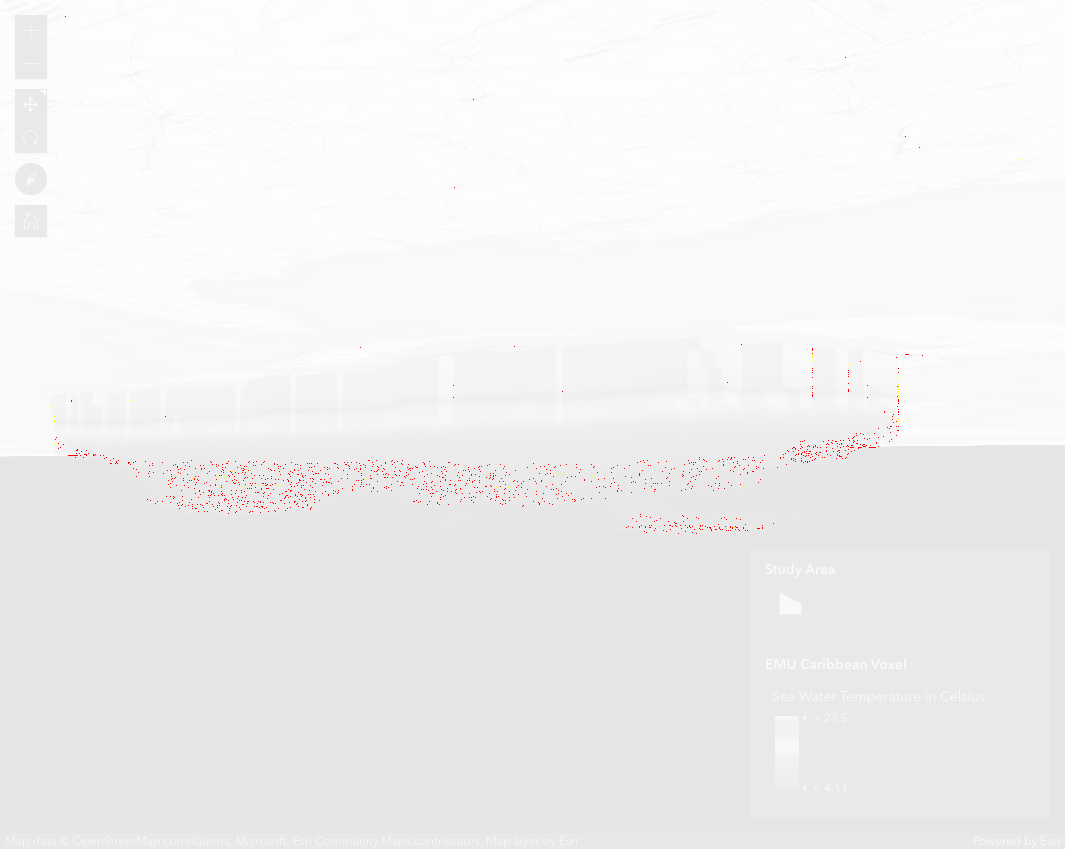 Study Area
EMU Caribbean Voxel
Sea Water Temperature in Celsius
> 27.5
< 4.11
Map data © OpenStreetMap contributors, Microsoft, Esri Community Maps contributors, Map layer by Esri
Powered by Esri